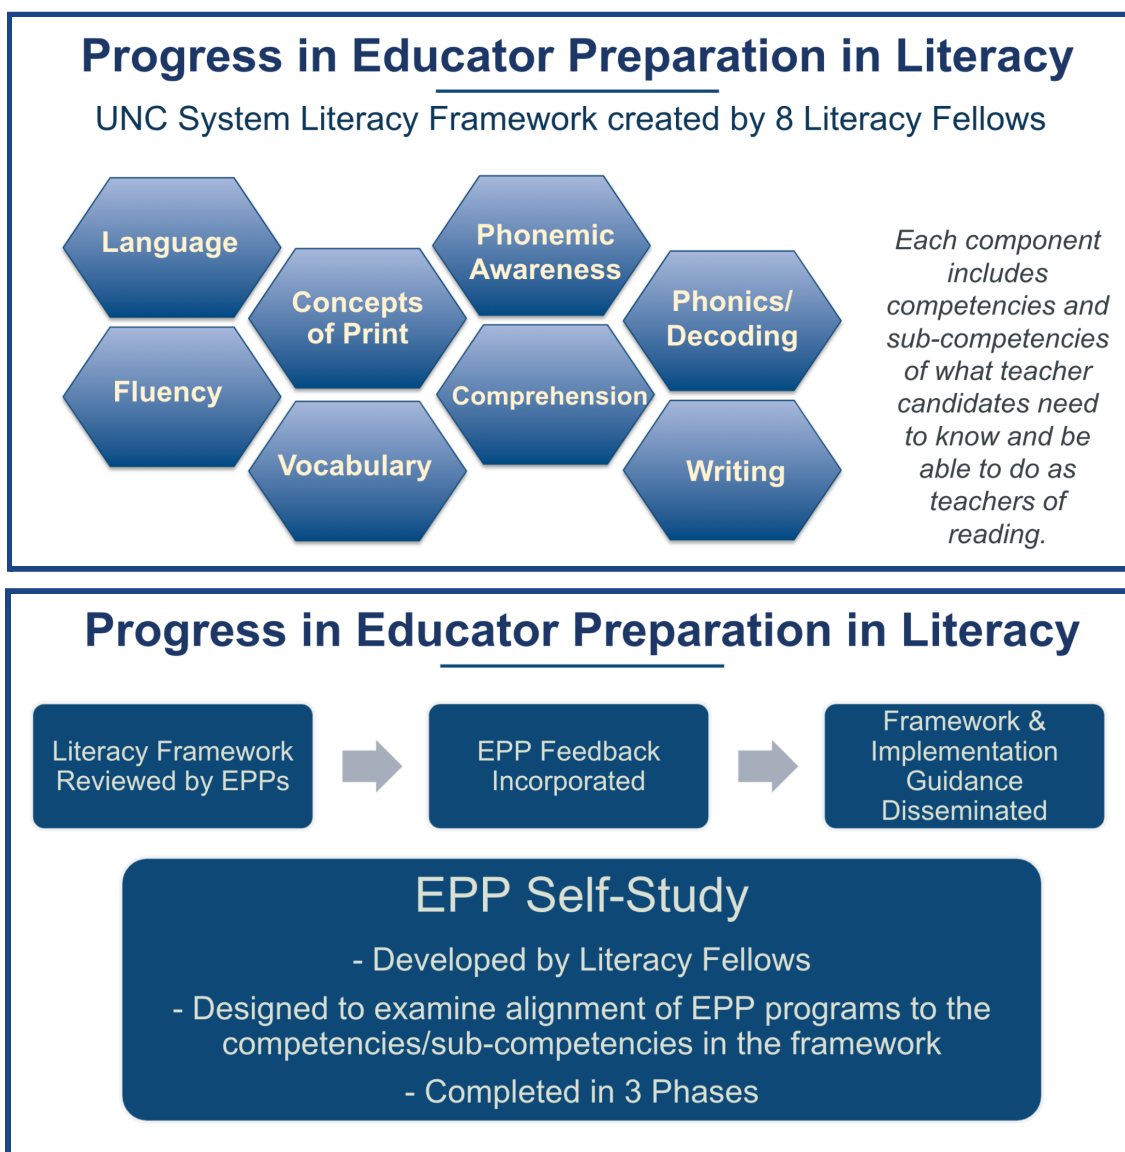 Progress in Educator Preparation in Literacy
UNC System Literacy Framework created by 8 Literacy Fellows
Language
Concepts
of Print
Phonemic
Awareness
Phonics/
Decoding
Fluency
Vocabulary
Comprehension
Writing
Each component
includes
competencies and
sub-competencies
of what teacher
candidates need
to know and be
able to do as
teachers of
reading.
Progress in Educator Preparation in Literacy
Literacy Framework
Reviewed by EPPs
EPP Feedback
Incorporated
Framework &
Implementation
Guidance
Disseminated
EPP Self-Study
- Developed by Literacy Fellows
- Designed to examine alignment of EPP programs to the
competencies/sub-competencies in the framework
- Completed in 3 Phases